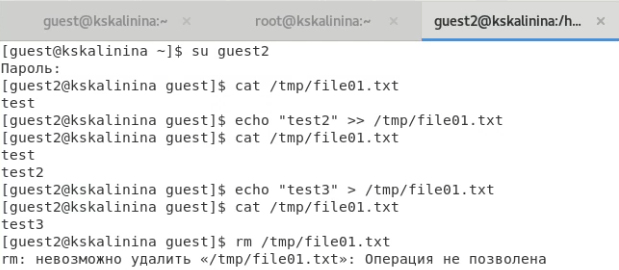 guest@kskalinina:~ × root@kskalinina:~ × guest2@kskalinina:/h... ×
[guest@kskalinina ~]$ su guest2
Пароль:
[guest2@kskalinina guest]$ cat /tmp/file01.txt
test
[guest2@kskalinina guest]$ echo "test2" >> /tmp/file01.txt
[guest2@kskalinina guest]$ cat /tmp/file01.txt
test
test2
[guest2@kskalinina guest]$ echo "test3" > /tmp/file01.txt
[guest2@kskalinina guest]$ cat /tmp/file01.txt
test3
[guest2@kskalinina guest]$ rm /tmp/file01.txt
rm: невозможно удалить «/tmp/file01.txt»: Операция не позволена